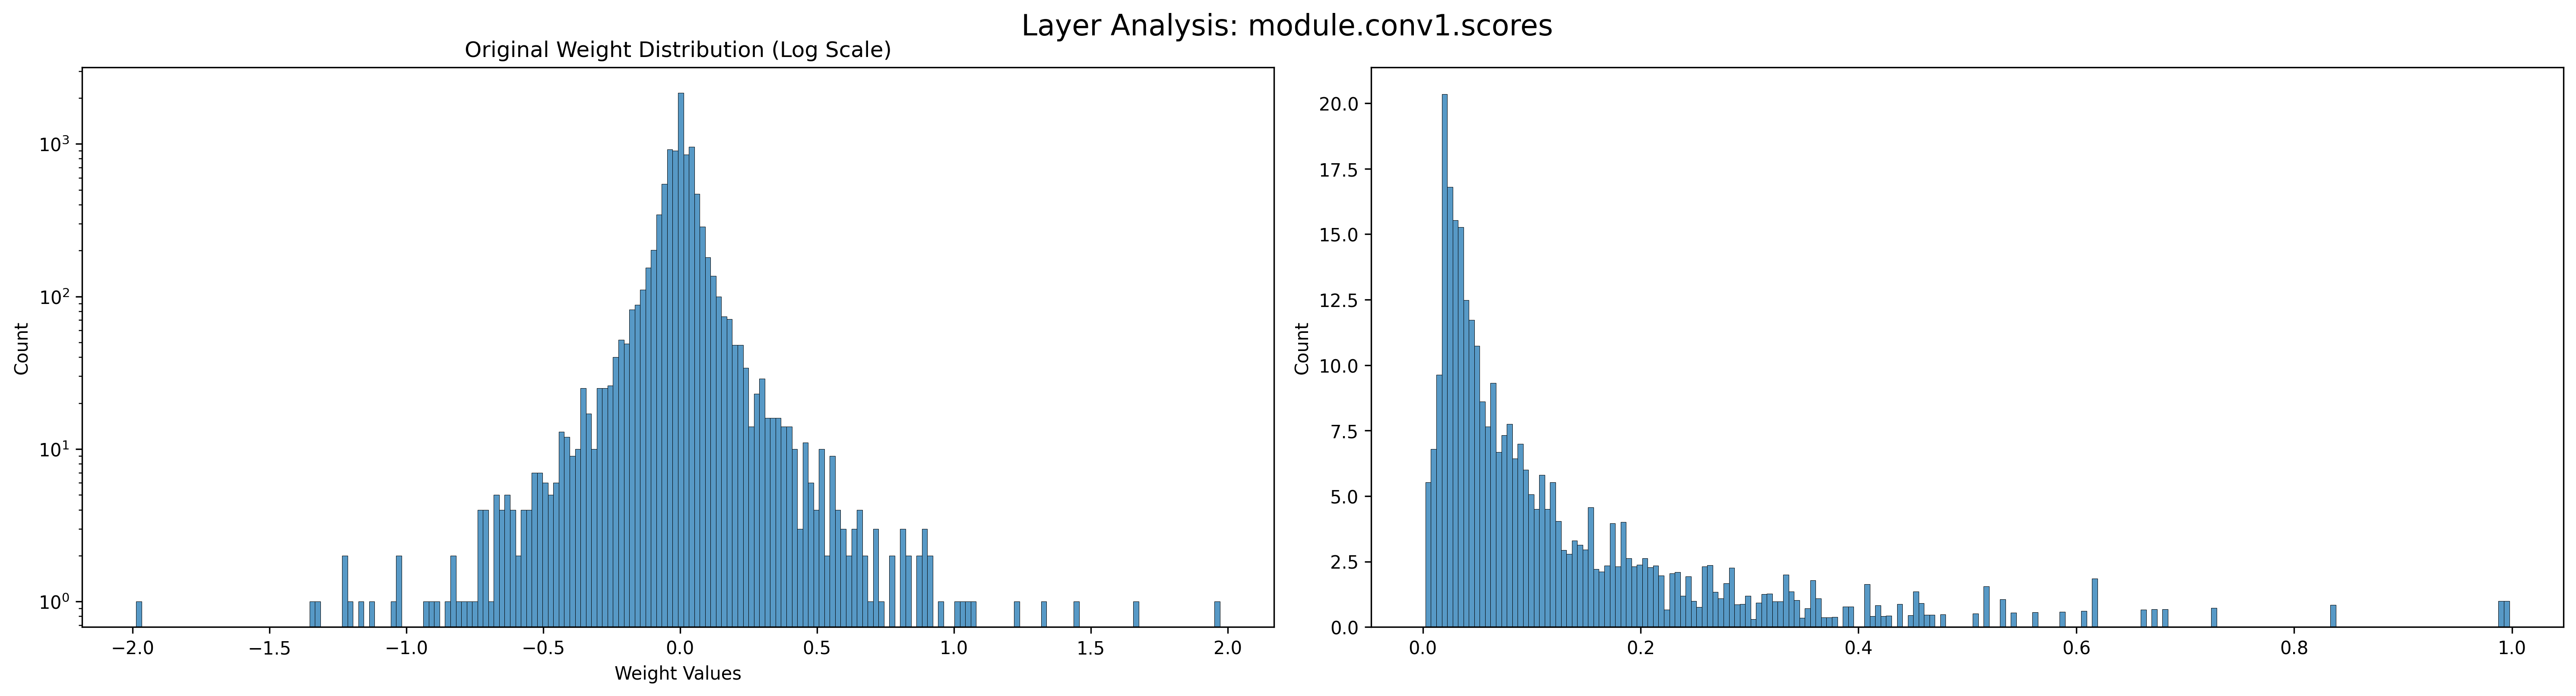 Layer Analysis: module.conv1.scores
Original Weight Distribution (Log Scale)
Count
10³
10²
10¹
10⁰
−2.0 −1.5 −1.0 −0.5 0.0 0.5 1.0 1.5 2.0
Weight Values
Count
20.0
17.5
15.0
12.5
10.0
7.5
5.0
2.5
0.0
0.0 0.2 0.4 0.6 0.8 1.0